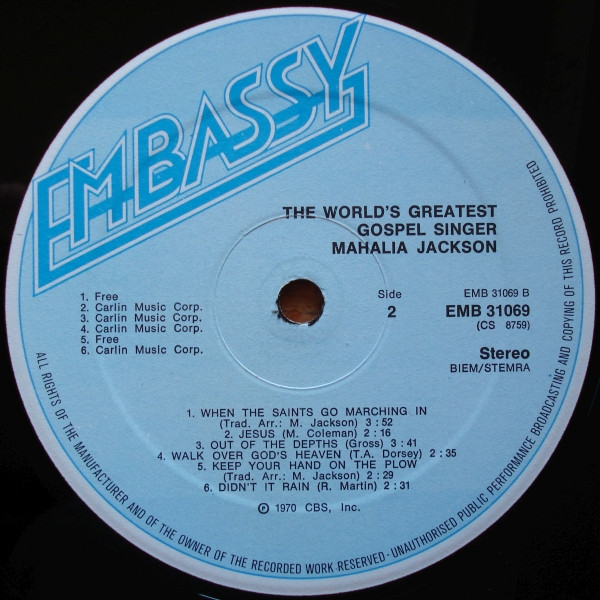 EMBASSY
THE WORLD'S GREATEST
GOSPEL SINGER
MAHALIA JACKSON
1. Free
2. Carlin Music Corp.
3. Carlin Music Corp.
4. Carlin Music Corp.
5. Free
6. Carlin Music Corp.
Side
2
EMB 31069 B
EMB 31069
(CS 8759)
Stereo
BIEM/STEMRA
1. WHEN THE SAINTS GO MARCHING IN
(Trad. Arr.: M. Jackson) 3:52
2. JESUS (M. Coleman) 2:16
3. OUT OF THE DEPTHS (Gross) 3:41
4. WALK OVER GOD'S HEAVEN (T.A. Dorsey) 2:35
5. KEEP YOUR HAND ON THE PLOW
(Trad. Arr.: M. Jackson) 2:29
6. DIDN'T IT RAIN (R. Martin) 2:31
℗ 1970 CBS, Inc.
ALL RIGHTS OF THE MANUFACTURER AND OF THE OWNER OF THE RECORDED WORK RESERVED - UNAUTHORISED PUBLIC PERFORMANCE BROADCASTING AND COPYING OF THIS RECORD PROHIBITED